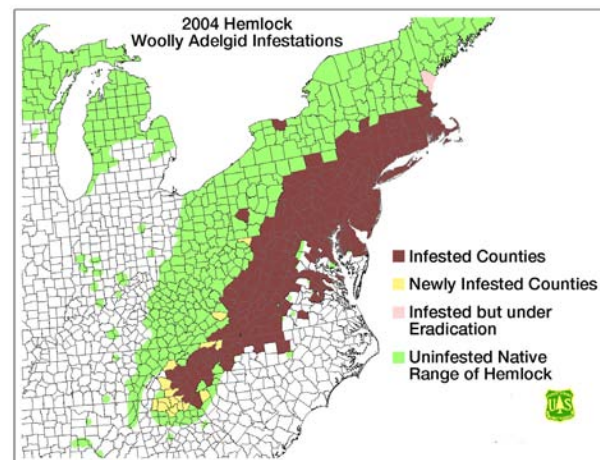 2004 Hemlock
Woolly Adelgid Infestations
Infested Counties
Newly Infested Counties
Infested but under
Eradication
Uninfested Native
Range of Hemlock
U S